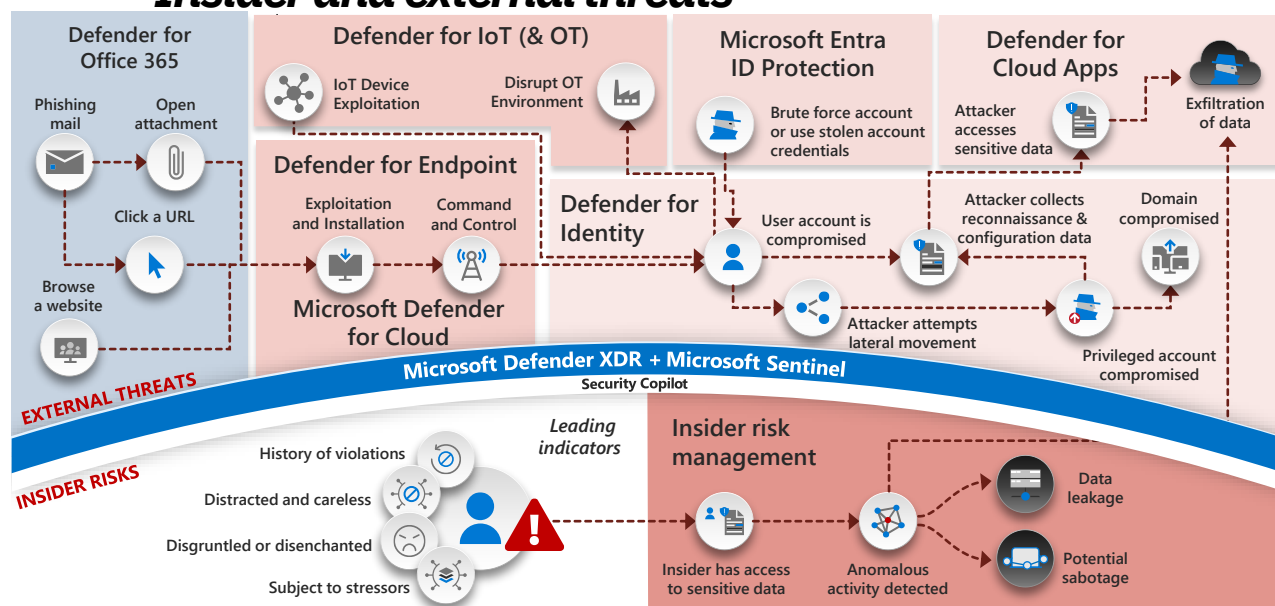 Insider and external threats
Defender for
Office 365
Phishing
mail
Open
attachment
Click a URL
Browse
a website
Defender for IoT (& OT)
IoT Device
Exploitation
Disrupt OT
Environment
Defender for Endpoint
Exploitation
and Installation
Command
and Control
Microsoft Defender
for Cloud
Microsoft Entra
ID Protection
Brute force account
or use stolen account
credentials
Defender for
Cloud Apps
Attacker
accesses
sensitive data
Exfiltration
of data
Defender for
Identity
User account is
compromised
Attacker collects
reconnaissance &
configuration data
Domain
compromised
Attacker attempts
lateral movement
Privileged account
compromised
Microsoft Defender XDR + Microsoft Sentinel
Security Copilot
EXTERNAL THREATS
INSIDER RISKS
Leading
indicators
History of violations
Distracted and careless
Disgruntled or disenchanted
Subject to stressors
Insider risk
management
Insider has access
to sensitive data
Anomalous
activity detected
Data
leakage
Potential
sabotage